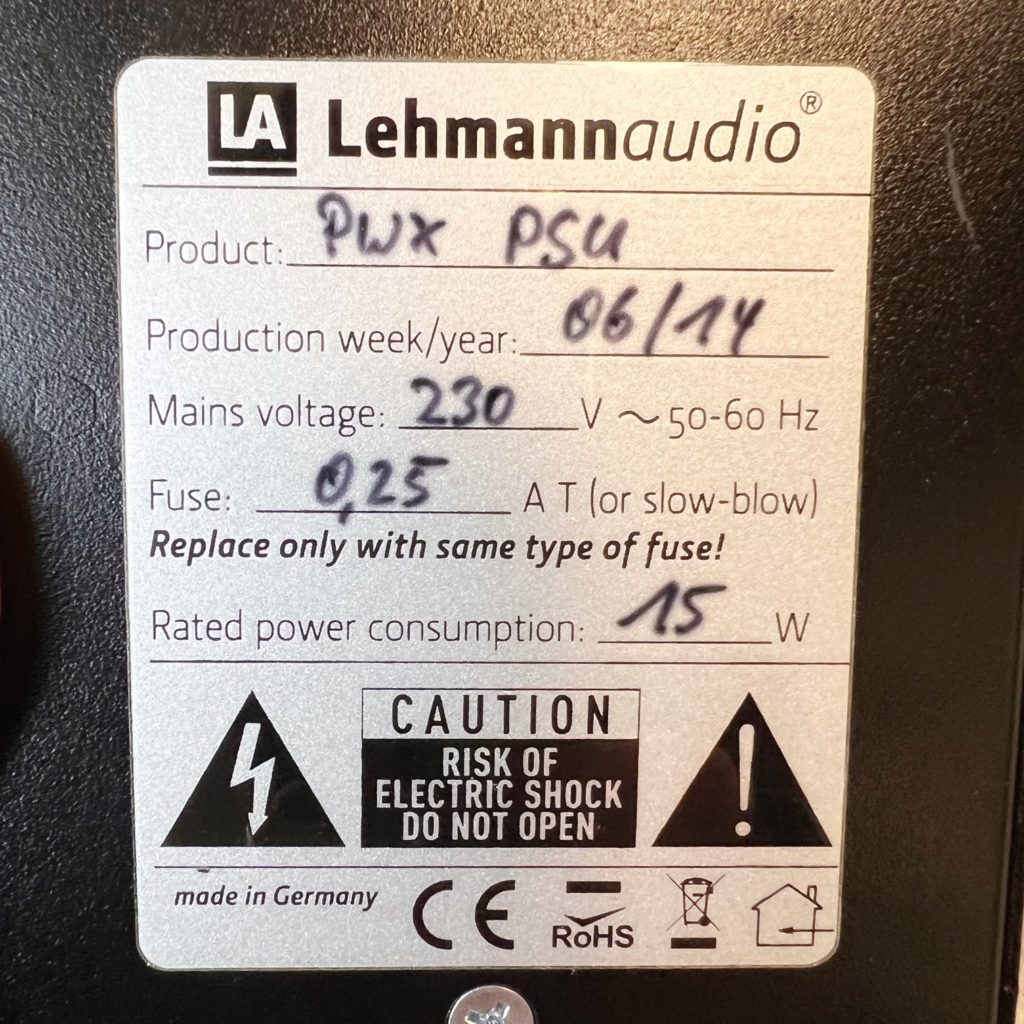 LA Lehmannaudio®
Product: PWX PSU
Production week/year: 06/14
Mains voltage: 230 V ~ 50-60 Hz
Fuse: 0,25 A T (or slow-blow)
Replace only with same type of fuse!
Rated power consumption: 15 W
CAUTION
RISK OF
ELECTRIC SHOCK
DO NOT OPEN
made in Germany CE RoHS